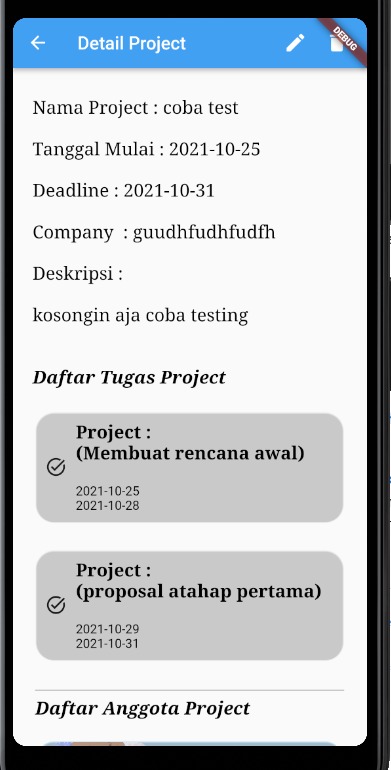 Detail Project
DEBUG
Nama Project : coba test
Tanggal Mulai : 2021-10-25
Deadline : 2021-10-31
Company  : guudhfudhfudfh
Deskripsi :
kosongin aja coba testing
Daftar Tugas Project
Project :
(Membuat rencana awal)
2021-10-25
2021-10-28
Project :
(proposal atahap pertama)
2021-10-29
2021-10-31
Daftar Anggota Project